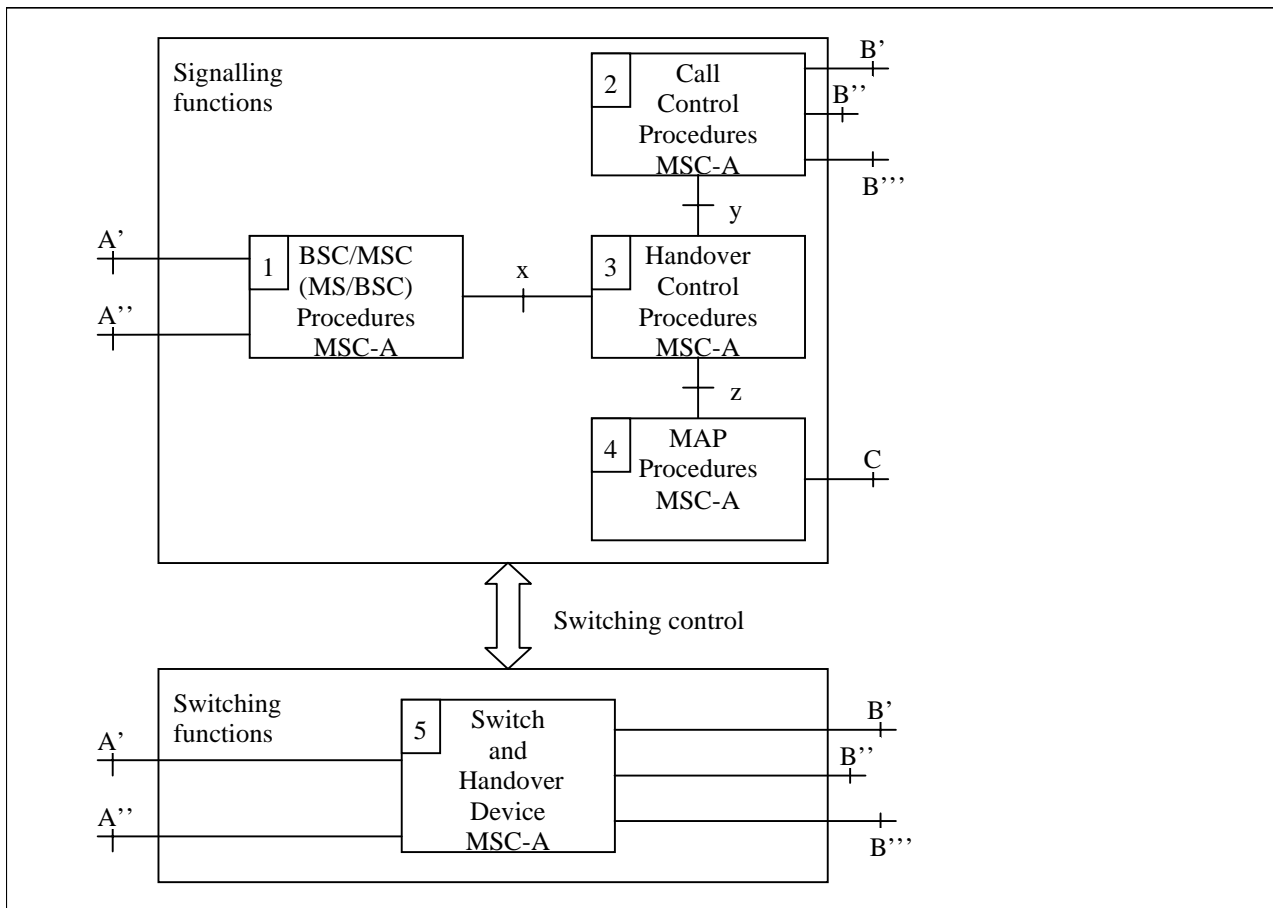 Signalling
functions
2
Call
Control
Procedures
MSC-A
B'
B''
B'''
y
A'
A''
1
BSC/MSC
(MS/BSC)
Procedures
MSC-A
x
3
Handover
Control
Procedures
MSC-A
z
4
MAP
Procedures
MSC-A
C
Switching control
Switching
functions
A'
A''
5
Switch
and
Handover
Device
MSC-A
B'
B''
B'''